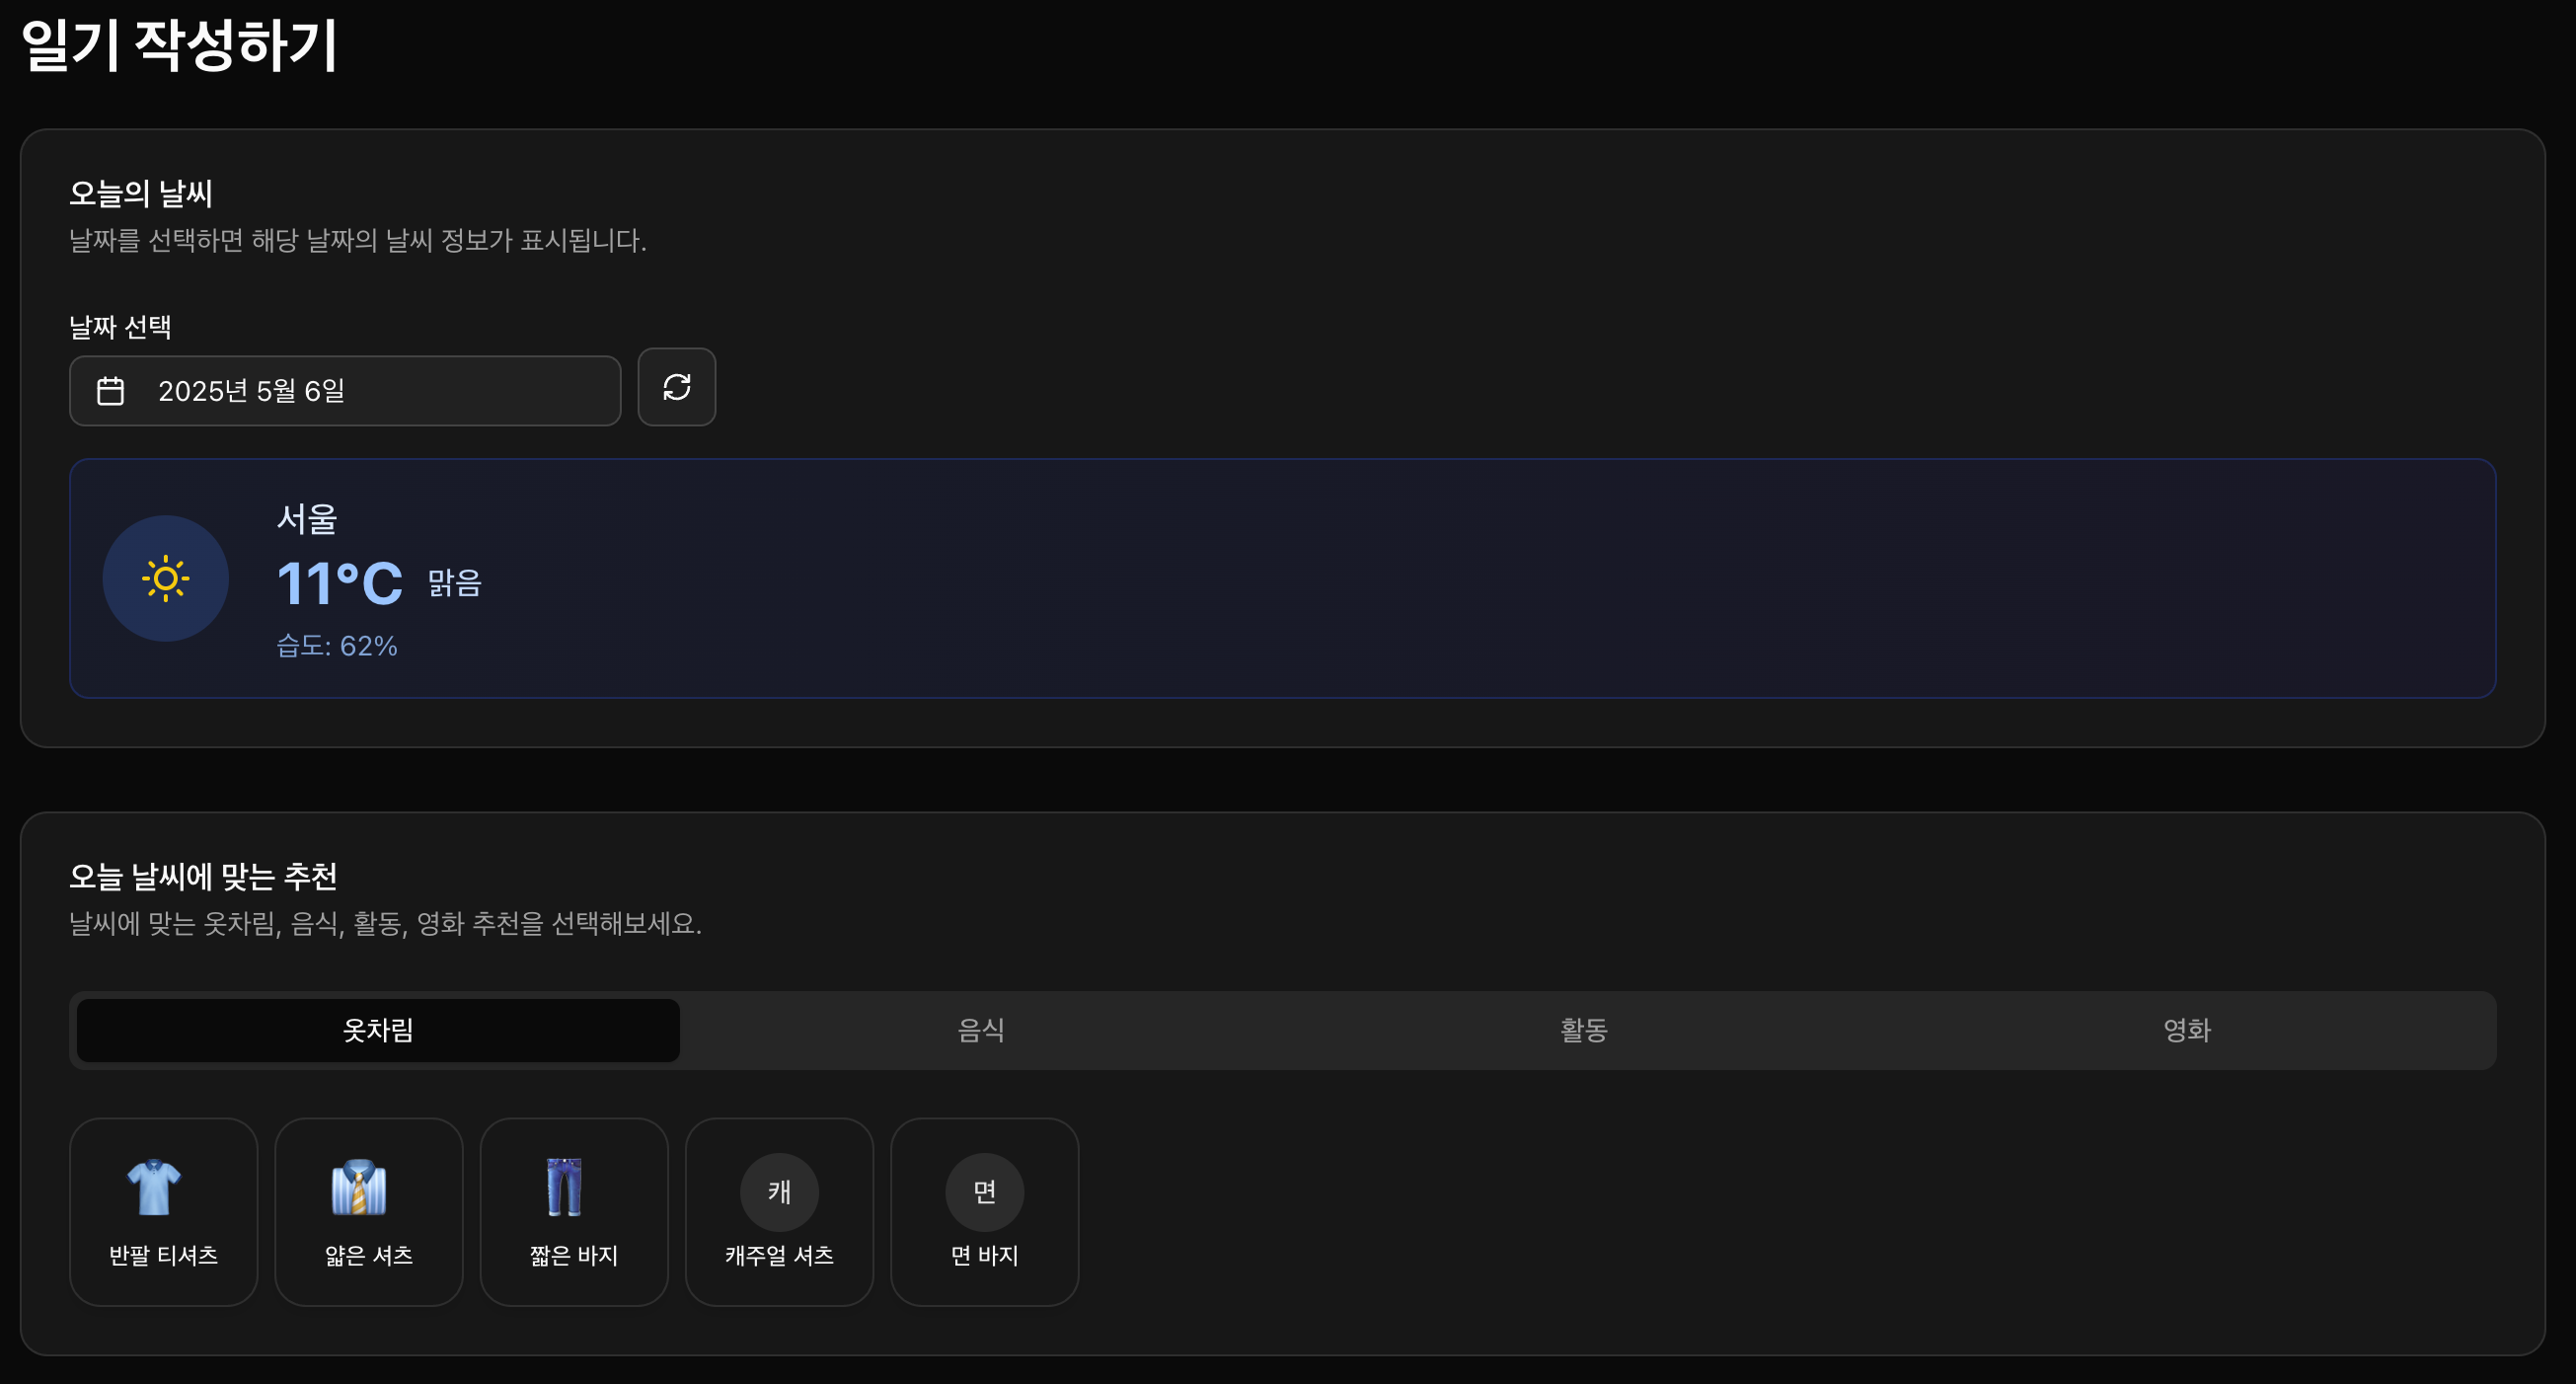 일기 작성하기
오늘의 날씨
날짜를 선택하면 해당 날짜의 날씨 정보가 표시됩니다.
날짜 선택
2025년 5월 6일
서울
11°C 맑음
습도: 62%
오늘 날씨에 맞는 추천
날씨에 맞는 옷차림, 음식, 활동, 영화 추천을 선택해보세요.
옷차림 음식 활동 영화
캐 면
반팔 티셔츠 얇은 셔츠 짧은 바지 캐주얼 셔츠 면 바지